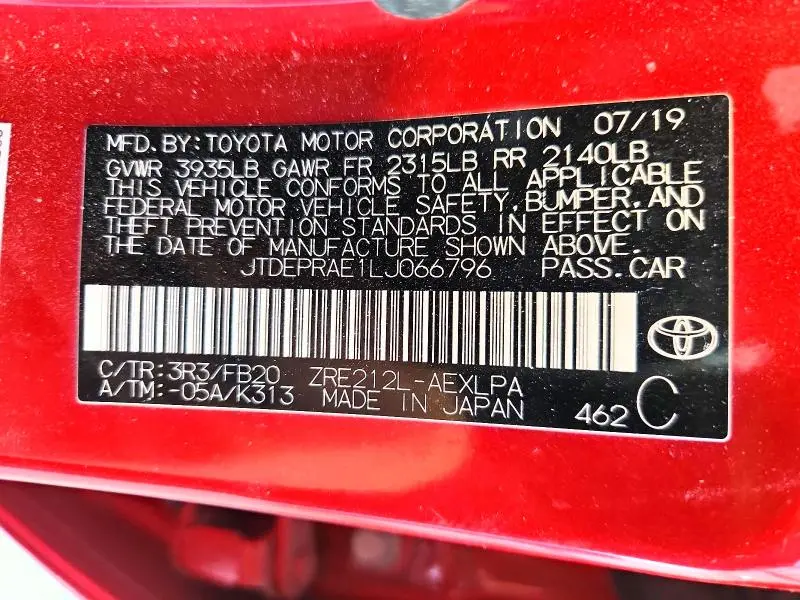 MFD.BY:TOYOTA MOTOR CORPORATION 07/19
GVWR 3935LB GAWR FR 2315LB RR 2140LB
THIS VEHICLE CONFORMS TO ALL APPLICABLE
FEDERAL MOTOR VEHICLE SAFETY,BUMPER,AND
THEFT PREVENTION STANDARDS IN EFFECT ON
THE DATE OF MANUFACTURE SHOWN ABOVE.
JTDEPRAE1LJ066796 PASS.CAR
C/TR:3R3/FB20 ZRE212L-AEXLPA
A/TM:-05A/K313 MADE IN JAPAN 462 C